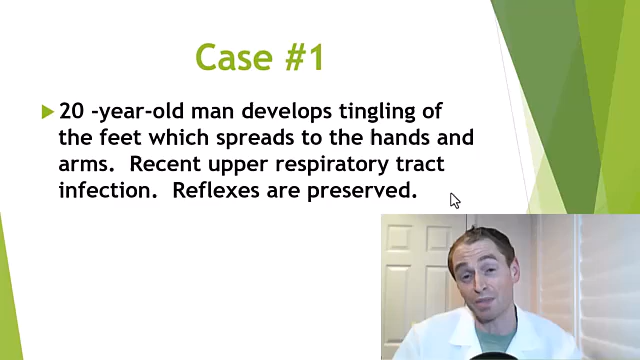 Case #1
20 -year-old man develops tingling of
the feet which spreads to the hands and
arms.  Recent upper respiratory tract
infection.  Reflexes are preserved.